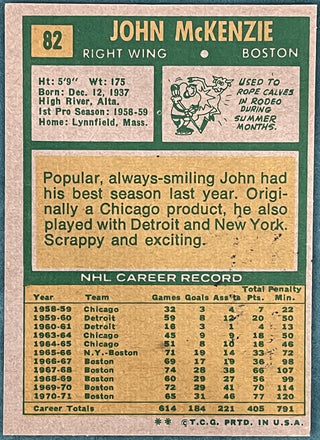 82
JOHN McKENZIE
RIGHT WING • BOSTON
Ht: 5'9" Wt: 175
Born: Dec. 12, 1937
High River, Alta.
1st Pro Season: 1958-59
Home: Lynnfield, Mass.
USED TO
ROPE CALVES
IN RODEO
DURING
SUMMER
MONTHS.
Popular, always-smiling John had
his best season last year. Origi-
nally a Chicago product, he also
played with Detroit and New York.
Scrappy and exciting.
NHL CAREER RECORD
Total Penalty
Year Team Games Goals Ass'ts Pts. Min.
1958-59 Chicago 32 3 4 7 22
1959-60 Detroit 59 8 12 20 50
1960-61 Detroit 16 3 1 4 13
1963-64 Chicago 45 9 9 18 50
1964-65 Chicago 51 8 10 18 46
1965-66 N.Y.-Boston 71 19 14 33 72
1966-67 Boston 69 17 19 36 98
1967-68 Boston 74 28 38 66 107
1968-69 Boston 60 29 27 56 99
1969-70 Boston 72 29 41 70 114
1970-71 Boston 65 31 46 77 120
Career Totals 614 184 221 405 791
** © T.C.G. PRTD. IN U.S.A.